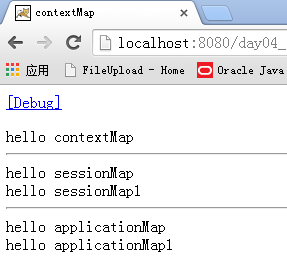 contextMap
localhost:8080/day04_
应用 FileUpload - Home Oracle Java
[Debug]
hello contextMap
hello sessionMap
hello sessionMap1
hello applicationMap
hello applicationMap1